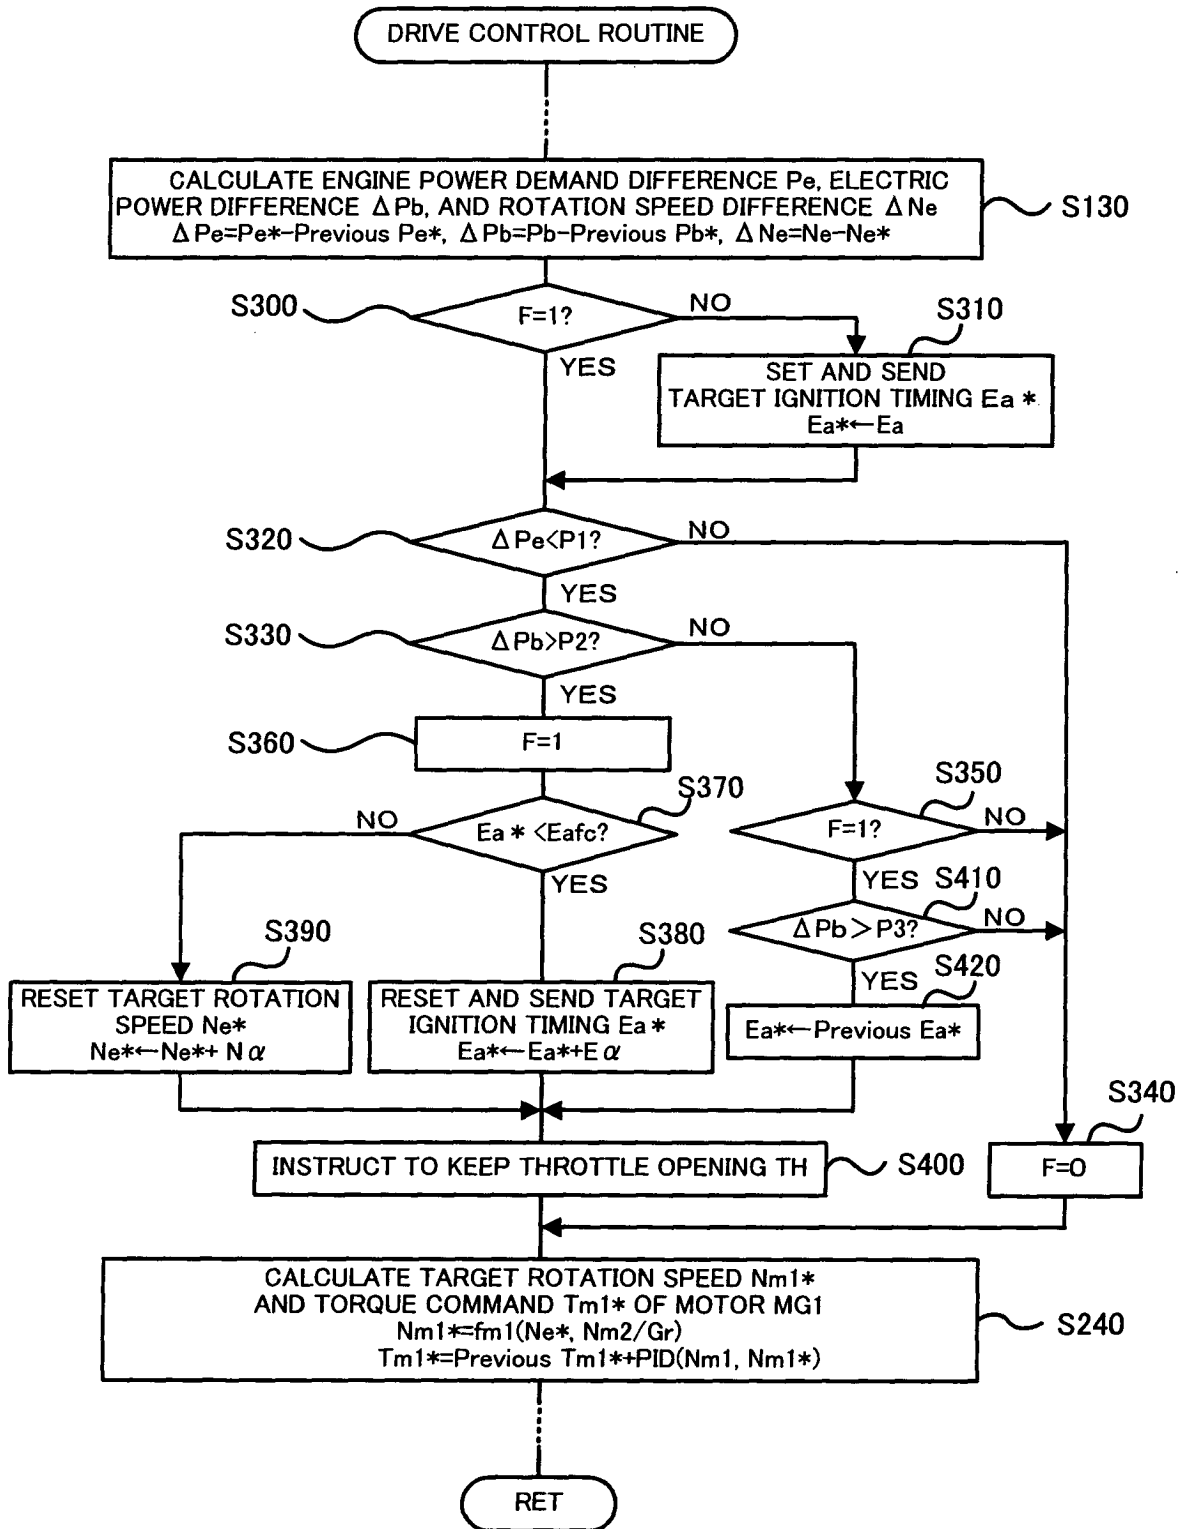 DRIVE CONTROL ROUTINE
CALCULATE ENGINE POWER DEMAND DIFFERENCE Pe, ELECTRIC
POWER DIFFERENCE ΔPb, AND ROTATION SPEED DIFFERENCE ΔNe
ΔPe=Pe*-Previous Pe*, ΔPb=Pb-Previous Pb*, ΔNe=Ne-Ne*
S130
S300
F=1?
NO
YES
S310
SET AND SEND
TARGET IGNITION TIMING Ea*
Ea*←Ea
S320
ΔPe<P1?
NO
YES
S330
ΔPb>P2?
NO
YES
S360
F=1
S370
NO
Ea*<Eafc?
YES
S350
F=1?
NO
YES
S410
ΔPb>P3?
NO
YES
S390
RESET TARGET ROTATION
SPEED Ne*
Ne*←Ne*+Nα
S380
RESET AND SEND TARGET
IGNITION TIMING Ea*
Ea*←Ea*+Eα
S420
Ea*←Previous Ea*
S340
F=0
INSTRUCT TO KEEP THROTTLE OPENING TH
S400
CALCULATE TARGET ROTATION SPEED Nm1*
AND TORQUE COMMAND Tm1* OF MOTOR MG1
Nm1*=fm1(Ne*, Nm2/Gr)
Tm1*=Previous Tm1*+PID(Nm1, Nm1*)
S240
RET